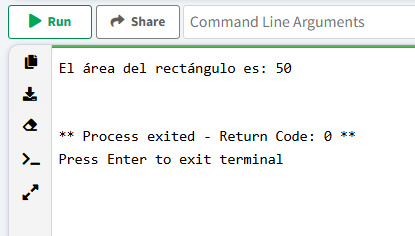 Run
Share
Command Line Arguments
El área del rectángulo es: 50
** Process exited - Return Code: 0 **
Press Enter to exit terminal